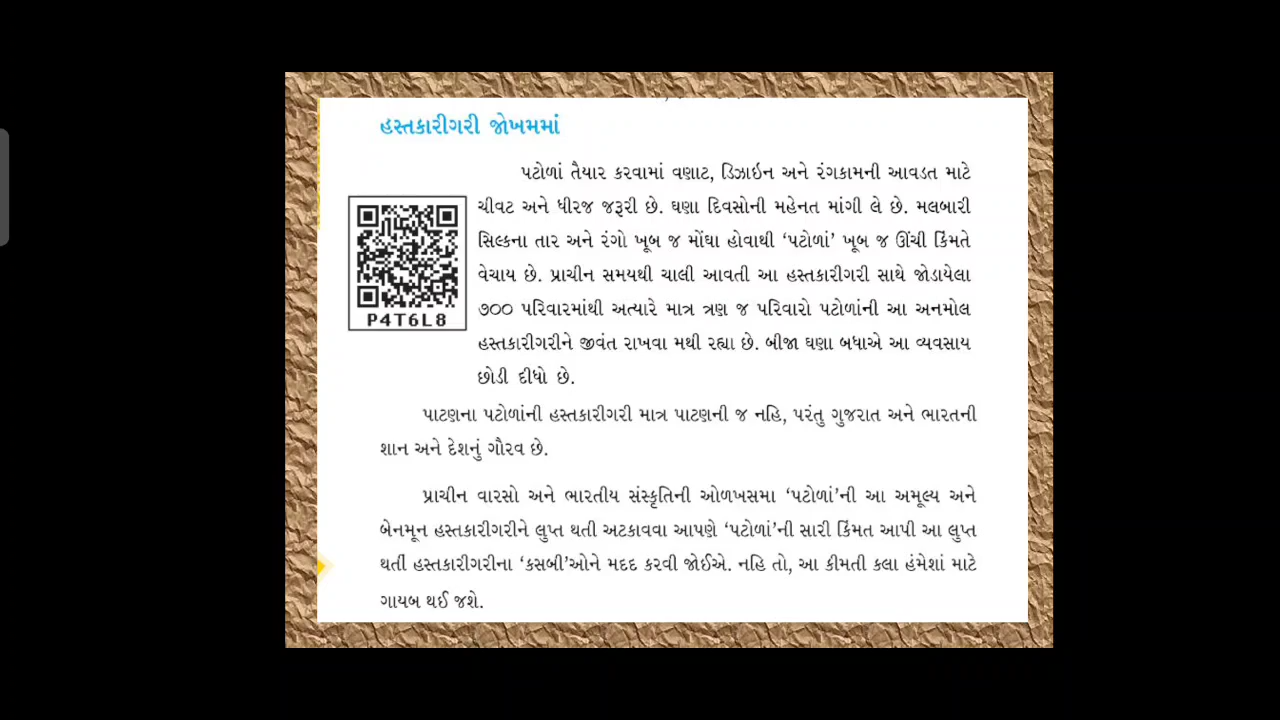 હસ્તકારીગરી જોખમમાં
પટોળાં તૈયાર કરવામાં વણાટ, ડિઝાઇન અને રંગકામની આવડત માટે
ચીવટ અને ધીરજ જરૂરી છે. ઘણા દિવસોની મહેનત માંગી લે છે. મલબારી
સિલ્કના તાર અને રંગો ખૂબ જ મોંઘા હોવાથી ‘પટોળાં’ ખૂબ જ ઊંચી કિંમતે
વેચાય છે. પ્રાચીન સમયથી ચાલી આવતી આ હસ્તકારીગરી સાથે જોડાયેલા
૭૦૦ પરિવારમાંથી અત્યારે માત્ર ત્રણ જ પરિવારો પટોળાંની આ અનમોલ
હસ્તકારીગરીને જીવંત રાખવા મથી રહ્યા છે. બીજા ઘણા બધાએ આ વ્યવસાય
છોડી દીધો છે.
P4T6L8
પાટણના પટોળાંની હસ્તકારીગરી માત્ર પાટણની જ નહિ, પરંતુ ગુજરાત અને ભારતની
શાન અને દેશનું ગૌરવ છે.
પ્રાચીન વારસો અને ભારતીય સંસ્કૃતિની ઓળખસમા ‘પટોળાં’ની આ અમૂલ્ય અને
બેનમૂન હસ્તકારીગરીને લુપ્ત થતી અટકાવવા આપણે ‘પટોળાં’ની સારી કિંમત આપી આ લુપ્ત
થતી હસ્તકારીગરીના ‘કસબી’ઓને મદદ કરવી જોઈએ. નહિ તો, આ કીમતી કલા હંમેશાં માટે
ગાયબ થઈ જશે.